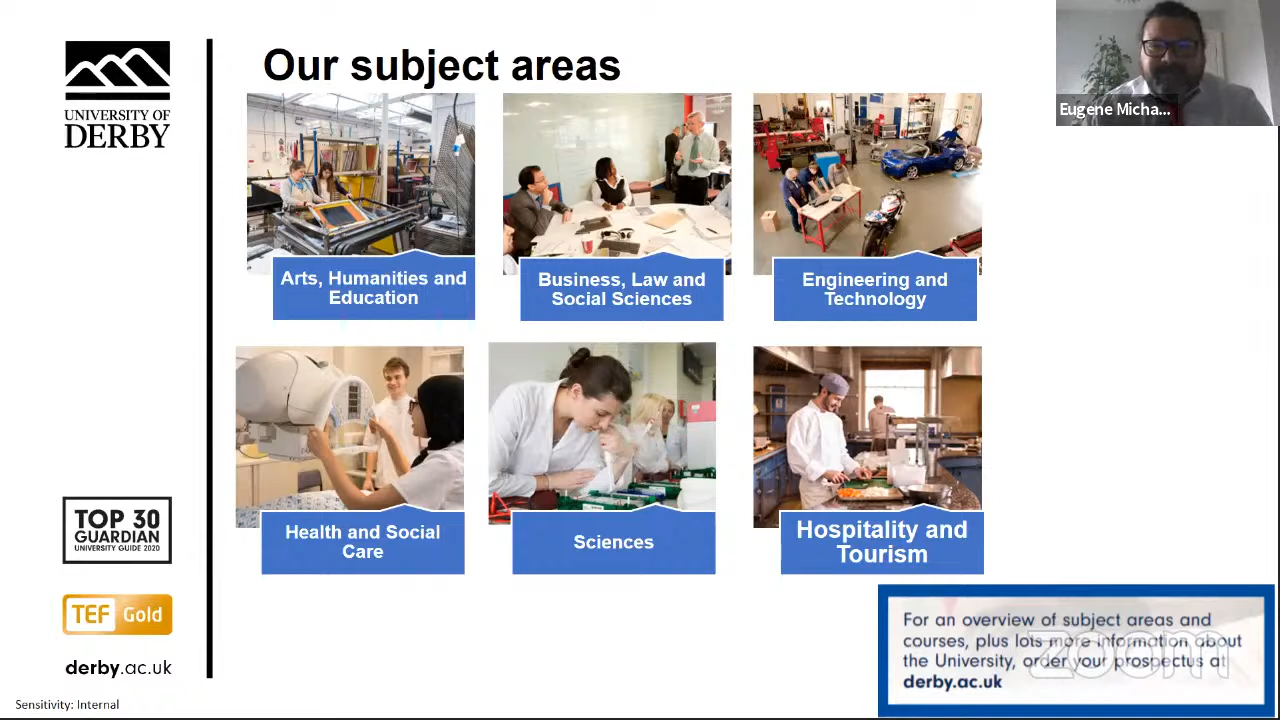 UNIVERSITY OF
DERBY
Our subject areas
Eugene Micha...
Arts, Humanities and
Education
Business, Law and
Social Sciences
Engineering and
Technology
Health and Social
Care
Sciences
Hospitality and
Tourism
TOP 30
GUARDIAN
UNIVERSITY GUIDE 2020
TEF Gold
derby.ac.uk
Sensitivity: Internal
For an overview of subject areas and
courses, plus lots more information about
the University, order your prospectus at
derby.ac.uk
zoom